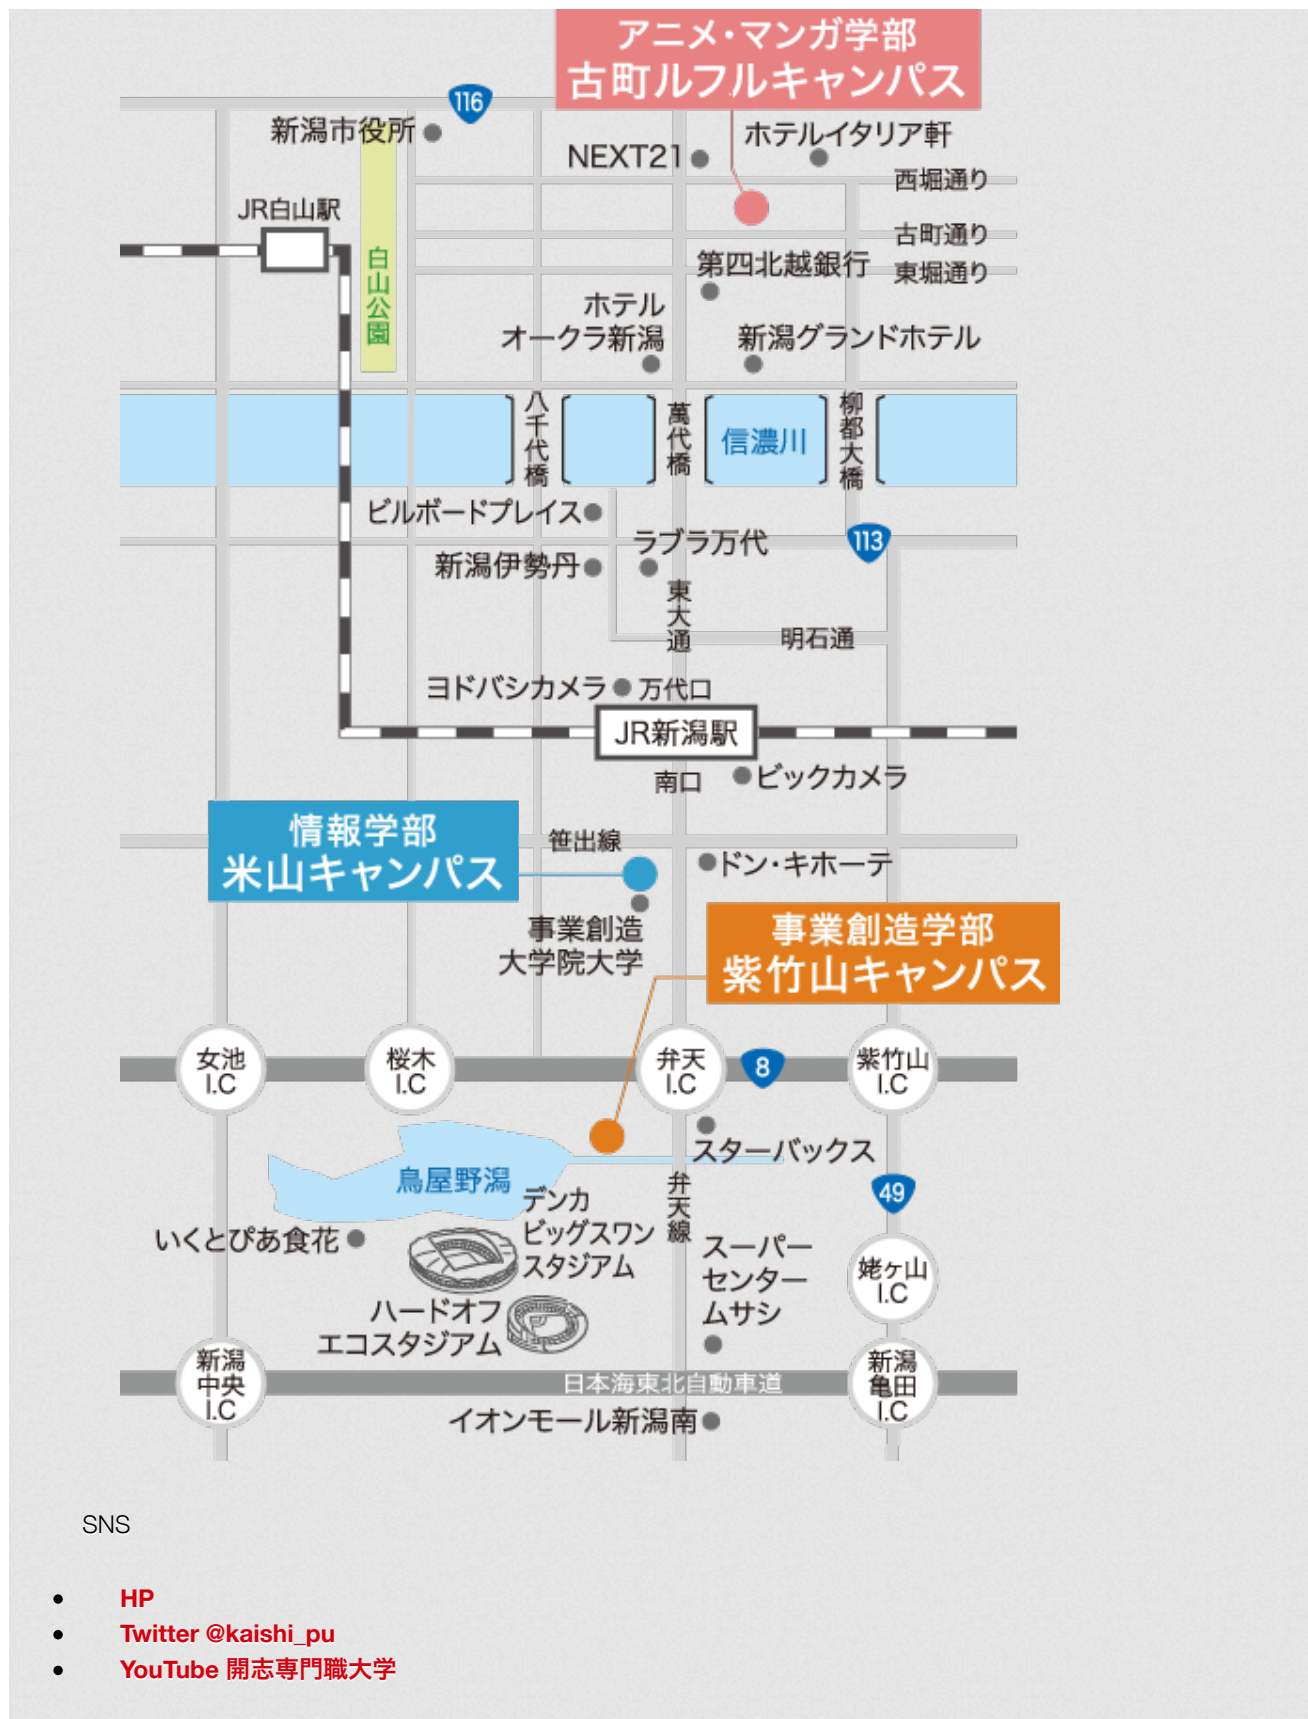 アニメ・マンガ学部
古町ルフルキャンパス
116
新潟市役所
NEXT21
ホテルイタリア軒
西堀通り
JR白山駅
古町通り
白山公園
第四北越銀行
東堀通り
ホテル
オークラ新潟
新潟グランドホテル
八千代橋
萬代橋
信濃川
柳都大橋
ビルボードプレイス
ラブラ万代
113
新潟伊勢丹
東大通
明石通
ヨドバシカメラ
万代口
JR新潟駅
南口
ビックカメラ
情報学部
米山キャンパス
笹出線
ドン・キホーテ
事業創造
大学院大学
事業創造学部
紫竹山キャンパス
女池
I.C
桜木
I.C
弁天
I.C
8
紫竹山
I.C
スターバックス
鳥屋野潟
弁天線
49
デンカ
ビッグスワン
スタジアム
いくとぴあ食花
スーパー
センター
ムサシ
姥ヶ山
I.C
ハードオフ
エコスタジアム
新潟
中央
I.C
日本海東北自動車道
新潟
亀田
I.C
イオンモール新潟南
SNS
HP
Twitter @kaishi_pu
YouTube 開志専門職大学